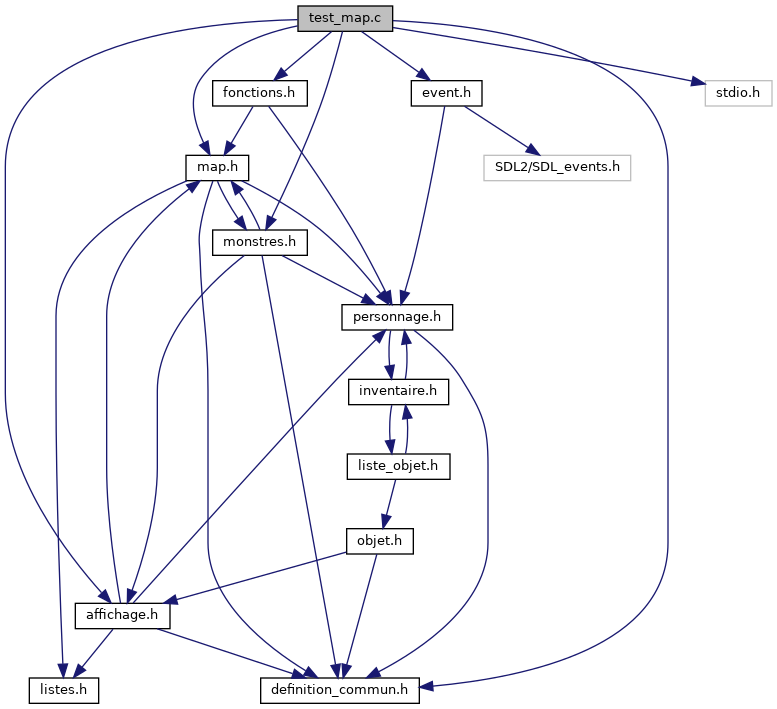 test_map.c
fonctions.h
event.h
stdio.h
map.h
SDL2/SDL_events.h
monstres.h
personnage.h
inventaire.h
liste_objet.h
objet.h
affichage.h
listes.h
definition_commun.h